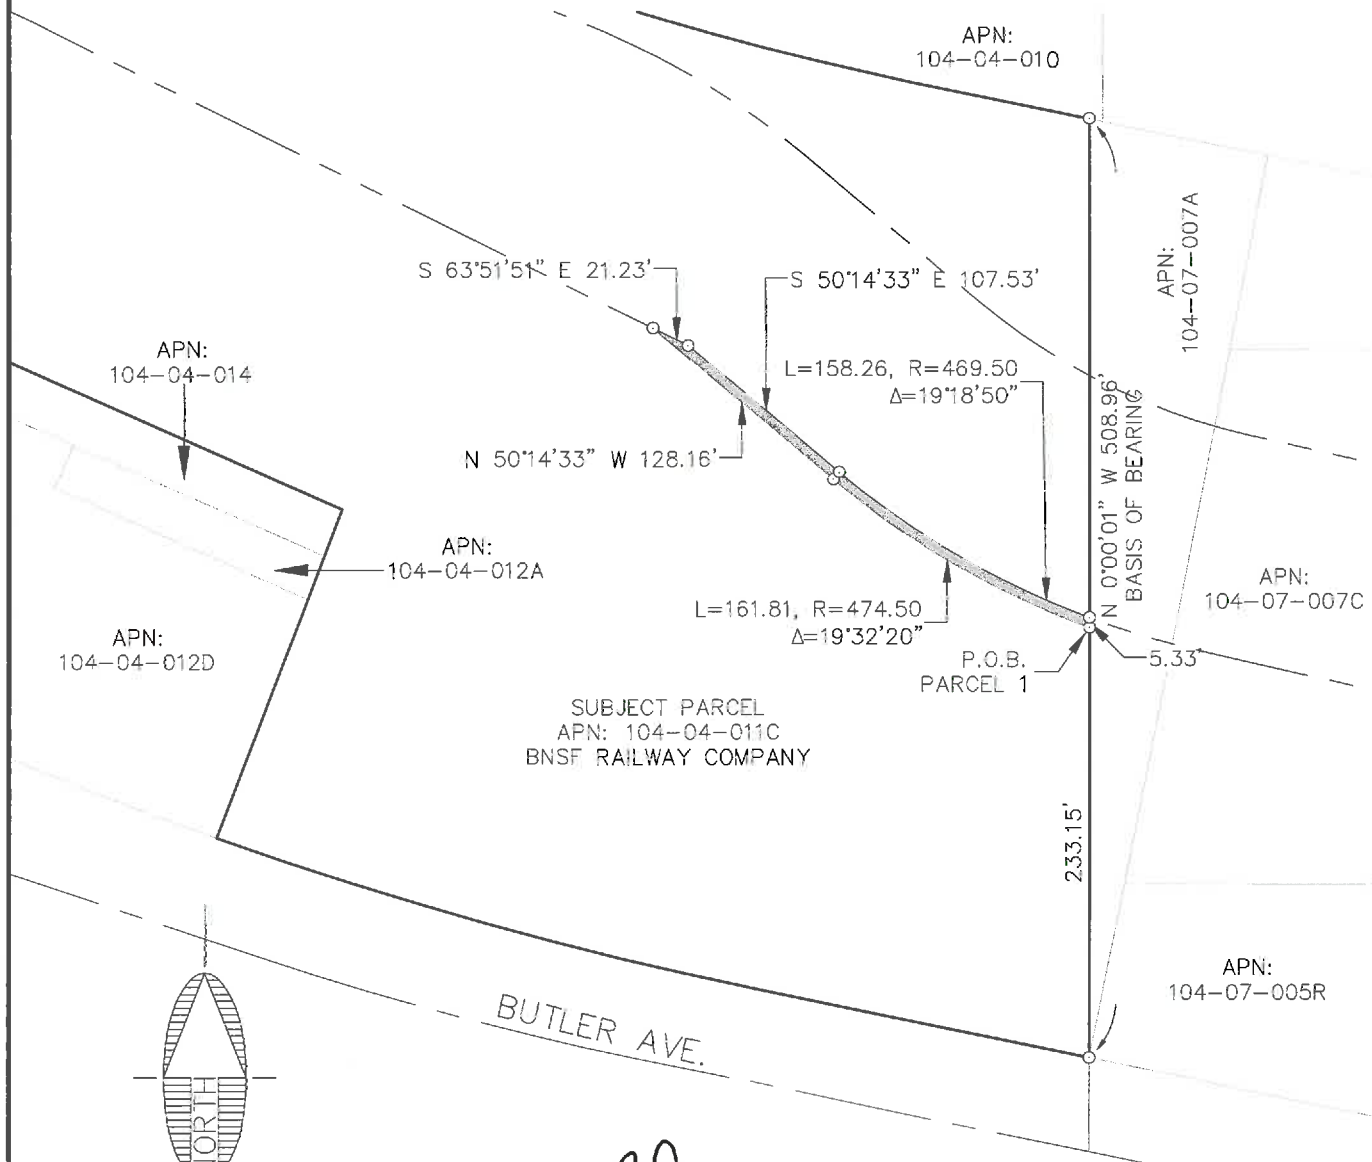 APN:
104-04-010
APN:
104-07-007A
S 63°51'51" E 21.23'
S 50°14'33" E 107.53'
APN:
104-04-014
L=158.26, R=469.50
Δ=19°18'50"
N 0°00'01" W 508.96'
BASIS OF BEARING
N 50°14'33" W 128.16'
APN:
104-04-012A
APN:
104-07-007C
L=161.81, R=474.50
Δ=19°32'20"
APN:
104-04-012D
P.O.B.
PARCEL 1
5.33'
SUBJECT PARCEL
APN: 104-04-011C
BNSF RAILWAY COMPANY
233.15'
APN:
104-07-005R
BUTLER AVE.